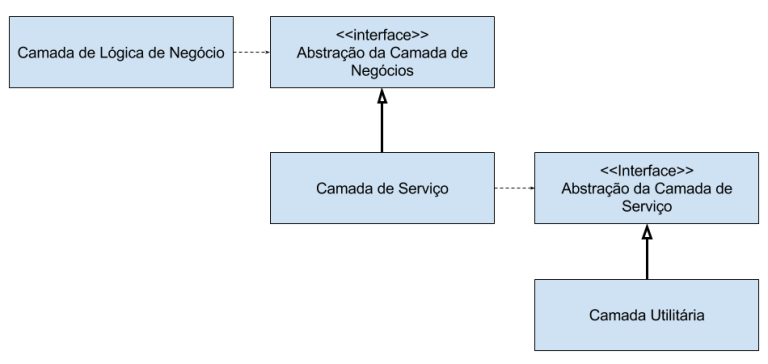 Camada de Lógica de Negócio
<<interface>>
Abstração da Camada de
Negócios
Camada de Serviço
<<Interface>>
Abstração da Camada de
Serviço
Camada Utilitária